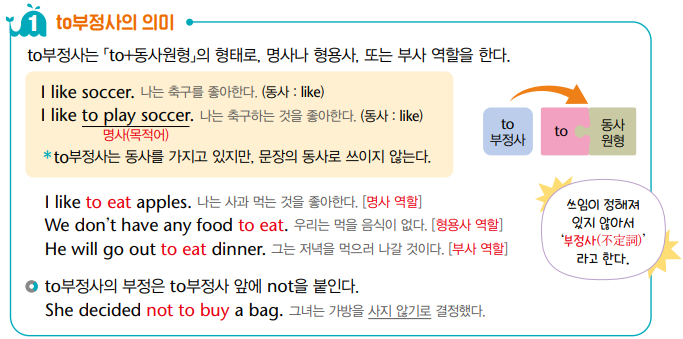 1 to부정사의 의미
to부정사는 「to+동사원형」의 형태로, 명사나 형용사, 또는 부사 역할을 한다.
I like soccer. 나는 축구를 좋아한다. (동사 : like)
I like to play soccer. 나는 축구하는 것을 좋아한다. (동사 : like)
명사(목적어)
*to부정사는 동사를 가지고 있지만, 문장의 동사로 쓰이지 않는다.
to
부정사
to
동사
원형
I like to eat apples. 나는 사과 먹는 것을 좋아한다. [명사 역할]
We don't have any food to eat. 우리는 먹을 음식이 없다. [형용사 역할]
He will go out to eat dinner. 그는 저녁을 먹으러 나갈 것이다. [부사 역할]
쓰임이 정해져
있지 않아서
'부정사(不定詞)'
라고 한다.
to부정사의 부정은 to부정사 앞에 not을 붙인다.
She decided not to buy a bag. 그녀는 가방을 사지 않기로 결정했다.